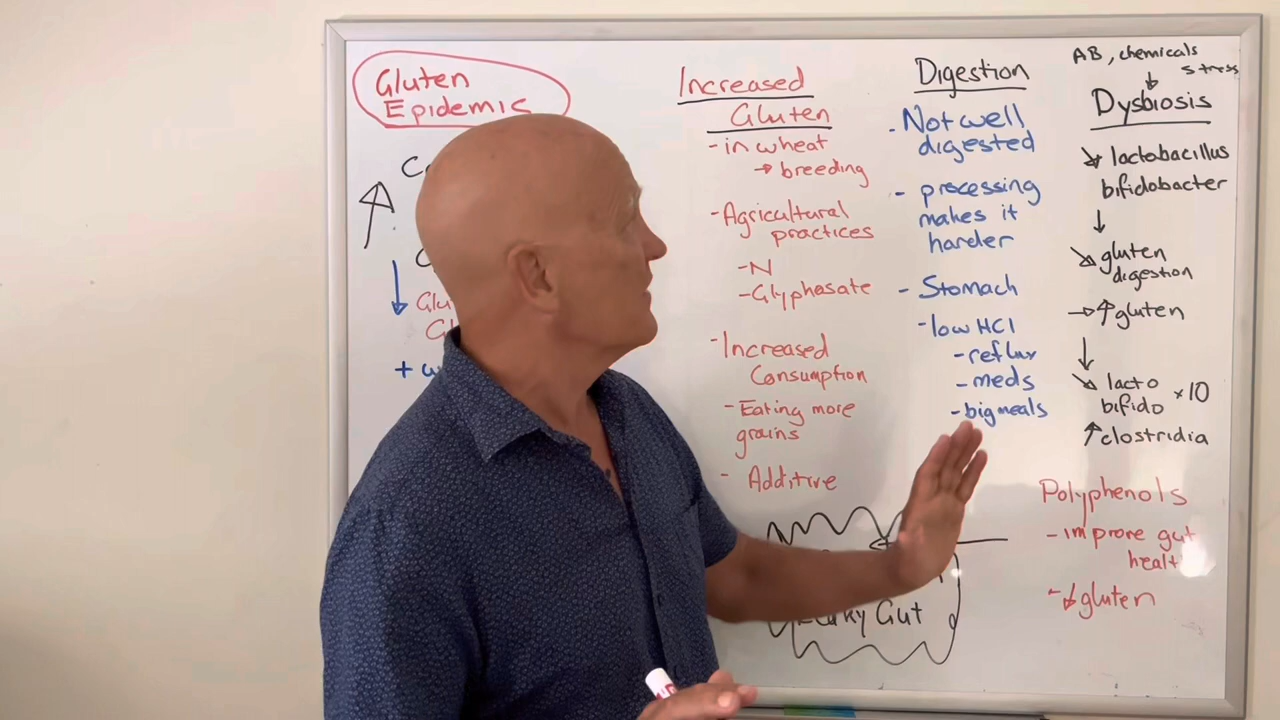 Gluten
Epidemic
+
Increased
Gluten
- in wheat
→ breeding
- Agricultural
practices
- N
- Glyphosate
- Increased
Consumption
- Eating more
grains
- Additive
Gut
Digestion
- Not well
digested
- processing
makes it
harder
- Stomach
- low HCl
- reflux
- meds
- big meals
AB, chemicals
stress
↓
Dysbiosis
↘ lactobacillus
bifidobacter
↓
↘ gluten
digestion
→ ↑ gluten
↓
↘ lacto
bifido ×10
↑ clostridia
Polyphenols
- improve gut
healt
- ↓ gluten